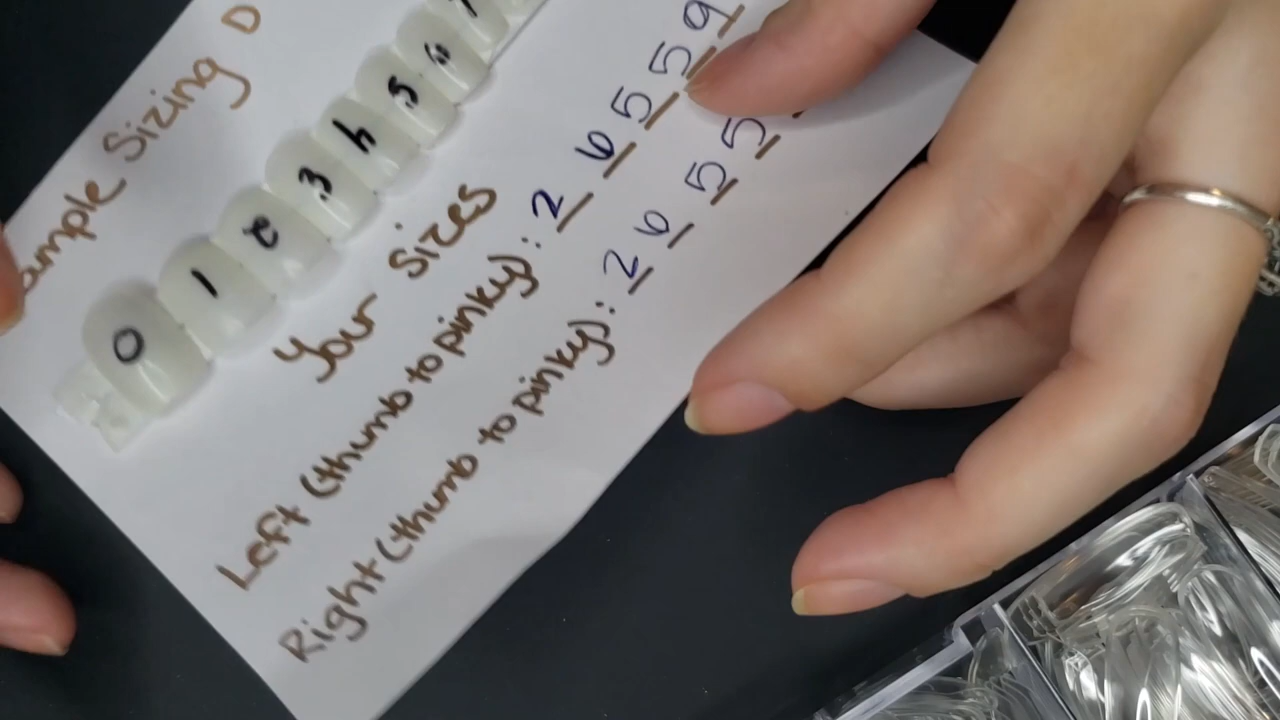 ample Sizing D
0 1 2 3 4 5 6 7
Your Sizes
Left (thumb to pinky): 2 6 5 5 9
Right (thumb to pinky): 2 6 5 5